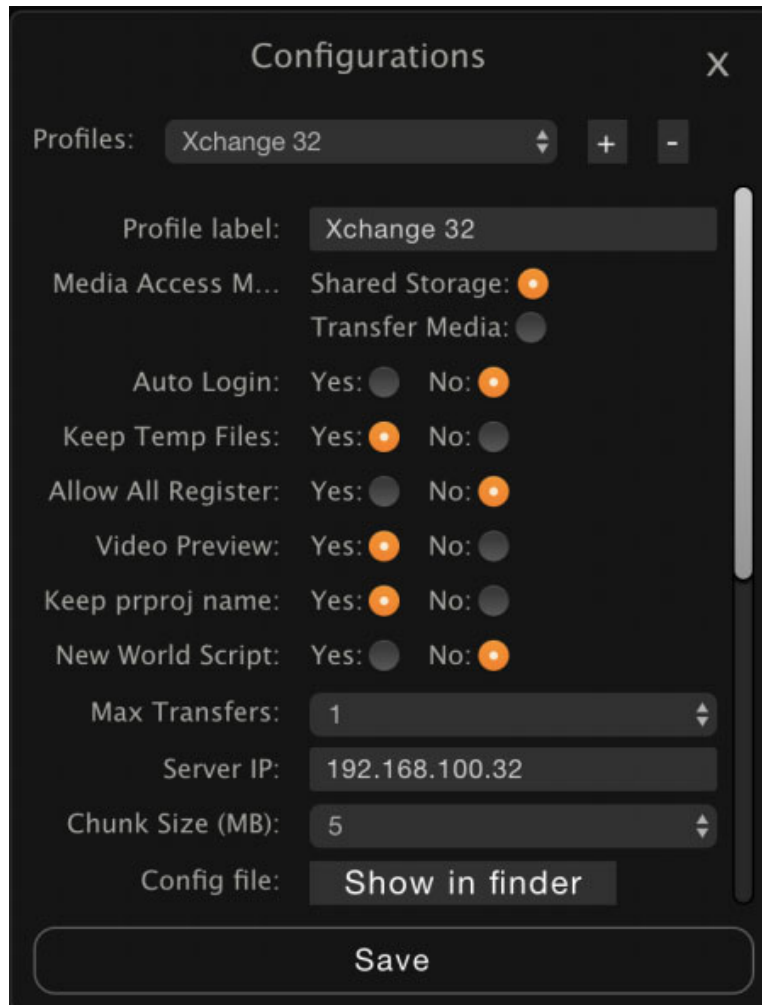 Configurations X
Profiles: Xchange 32 + -
Profile label: Xchange 32
Media Access M... Shared Storage:
Transfer Media:
Auto Login: Yes: No:
Keep Temp Files: Yes: No:
Allow All Register: Yes: No:
Video Preview: Yes: No:
Keep prproj name: Yes: No:
New World Script: Yes: No:
Max Transfers: 1
Server IP: 192.168.100.32
Chunk Size (MB): 5
Config file: Show in finder
Save